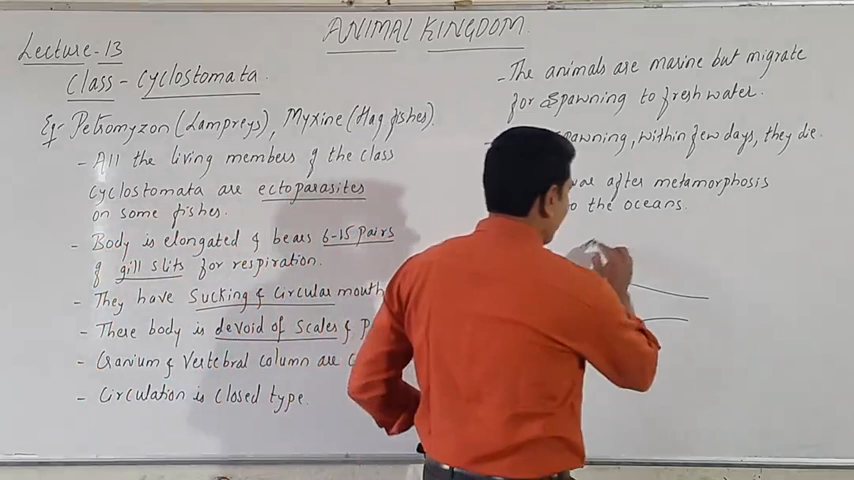 ANIMAL KINGDOM.
Lecture-13
Class - Cyclostomata.
Eg- Petromyzon (Lampreys), Myxine (Hag fishes).
- All the living members of the class
cyclostomata are ectoparasites
on some fishes.
- Body is elongated & bears 6-15 pairs
of gill slits for respiration.
- They have Sucking & Circular mouth
- There body is devoid of Scales &
- Cranium & Vertebral column are
- Circulation is closed type.
- The animals are marine but migrate
for Spawning to fresh water.
Spawning, within few days, they die.
after metamorphosis
the oceans.